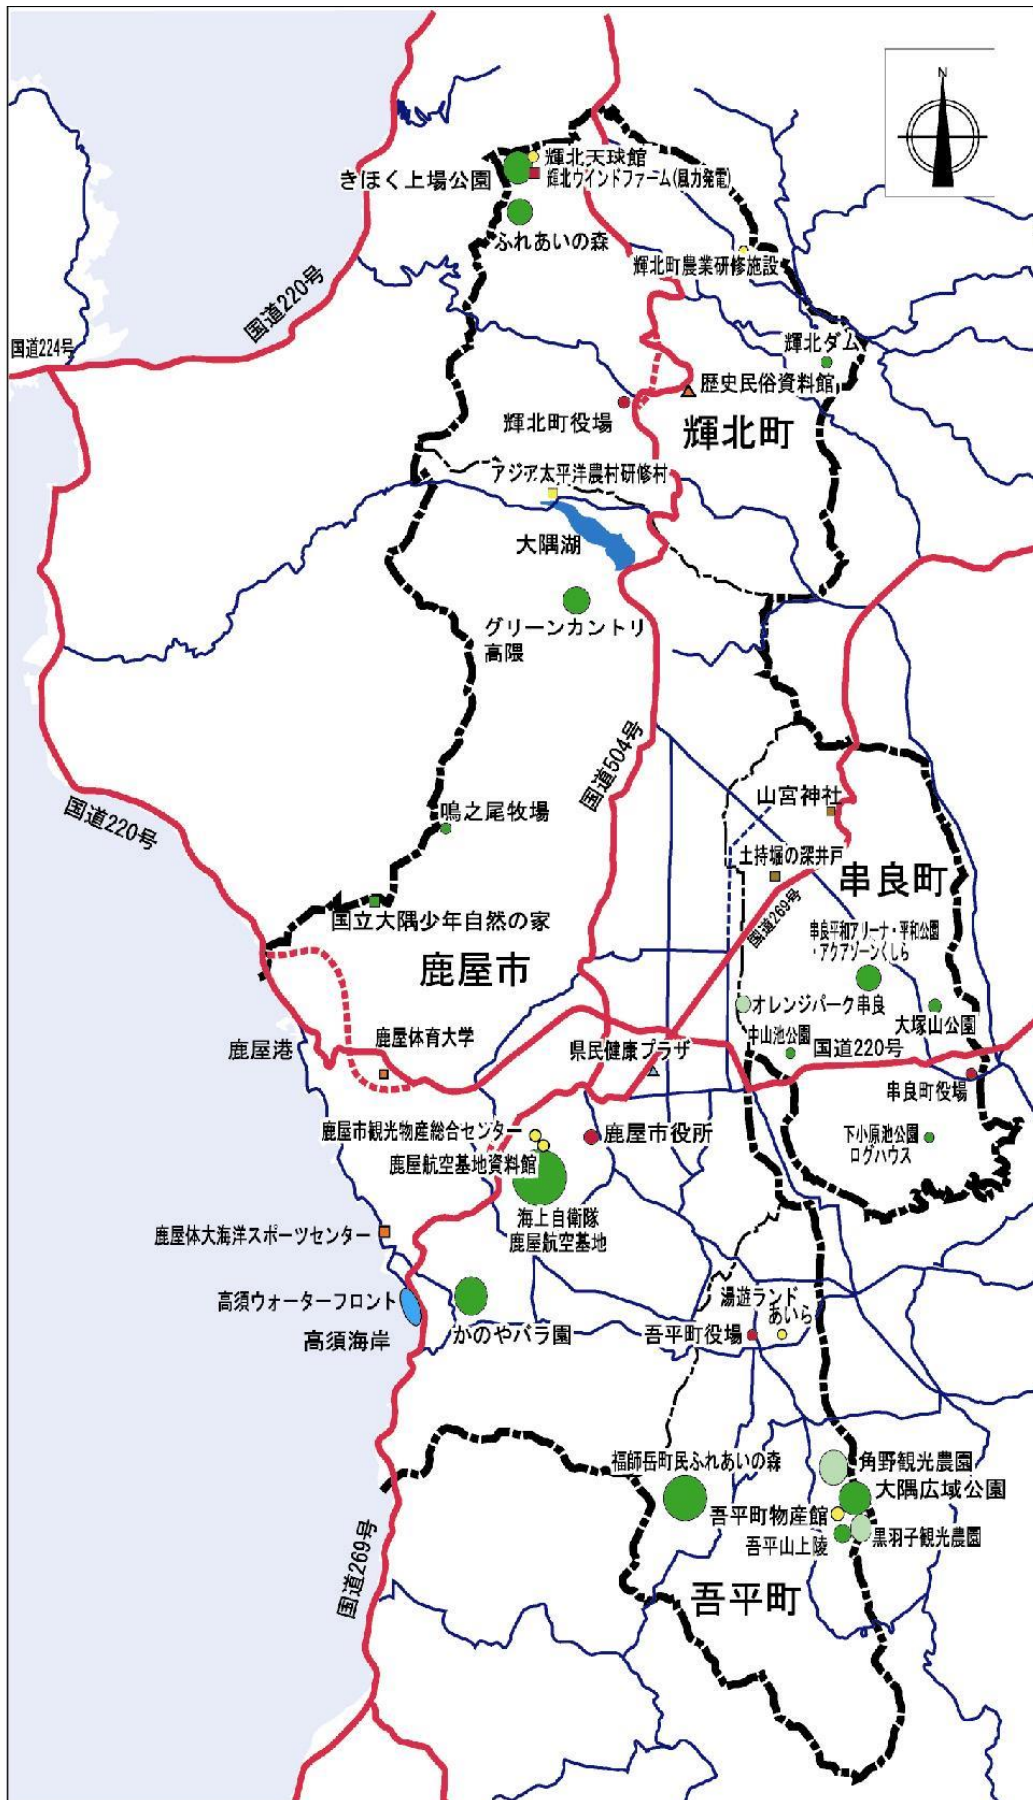 N
輝北天球館
きほく上場公園
輝北ウインドファーム(風力発電)
ふれあいの森
輝北町農業研修施設
国道220号
国道224号
輝北ダム
歴史民俗資料館
輝北町役場
輝北町
アジア太平洋農村研修村
大隅湖
グリーンカントリ
高隈
国道504号
国道220号
鳴之尾牧場
山宮神社
土持堀の深井戸
串良町
国立大隅少年自然の家
国道269号
串良平和アリーナ・平和公園
・アクアゾーンくしら
鹿屋市
オレンジパーク串良
大塚山公園
鹿屋港
鹿屋体育大学
県民健康プラザ
中山池公園
国道220号
串良町役場
鹿屋市観光物産総合センター
鹿屋市役所
下小原池公園
ログハウス
鹿屋航空基地資料館
海上自衛隊
鹿屋航空基地
鹿屋体大海洋スポーツセンター
高須ウォーターフロント
高須海岸
かのやバラ園
湯遊ランド
あいら
吾平町役場
福師岳町民ふれあいの森
角野観光農園
大隅広域公園
吾平町物産館
吾平山上陵
黒羽子観光農園
国道269号
吾平町